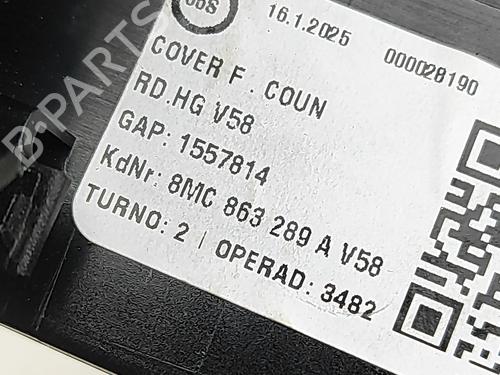 16.1.2025 000028190
COVER F. COUN
RD.HG V58
GAP: 1557814
KdNr: 8MC 863 289 A V58
TURNO: 2 | OPERAD: 3482
B-PARTS